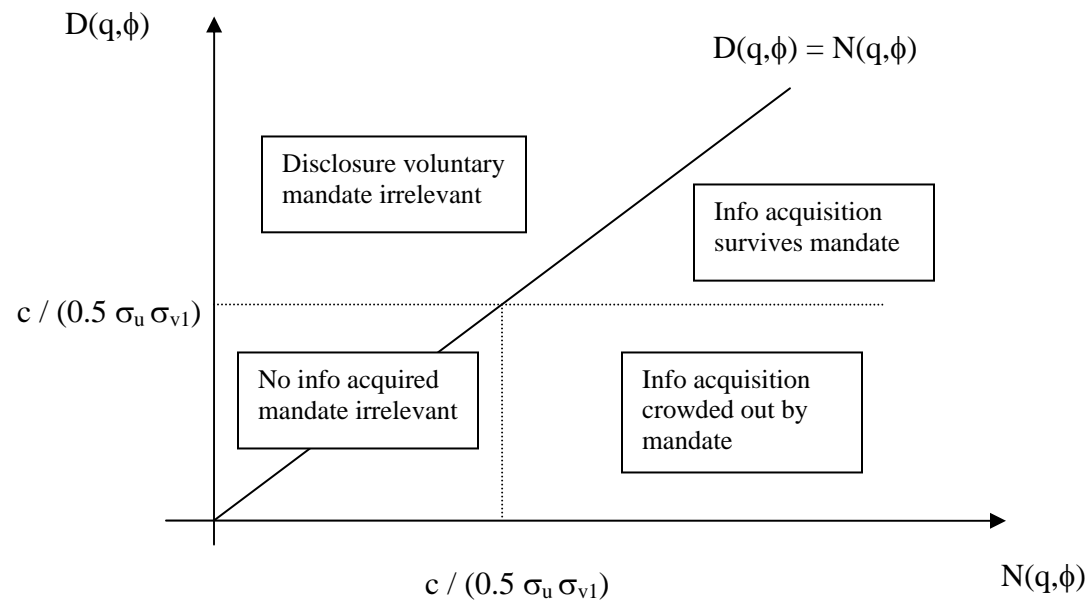 D(q,ϕ)
D(q,ϕ) = N(q,ϕ)
Disclosure voluntary
mandate irrelevant
Info acquisition
survives mandate
c / (0.5 σu σv1)
No info acquired
mandate irrelevant
Info acquisition
crowded out by
mandate
c / (0.5 σu σv1)
N(q,ϕ)